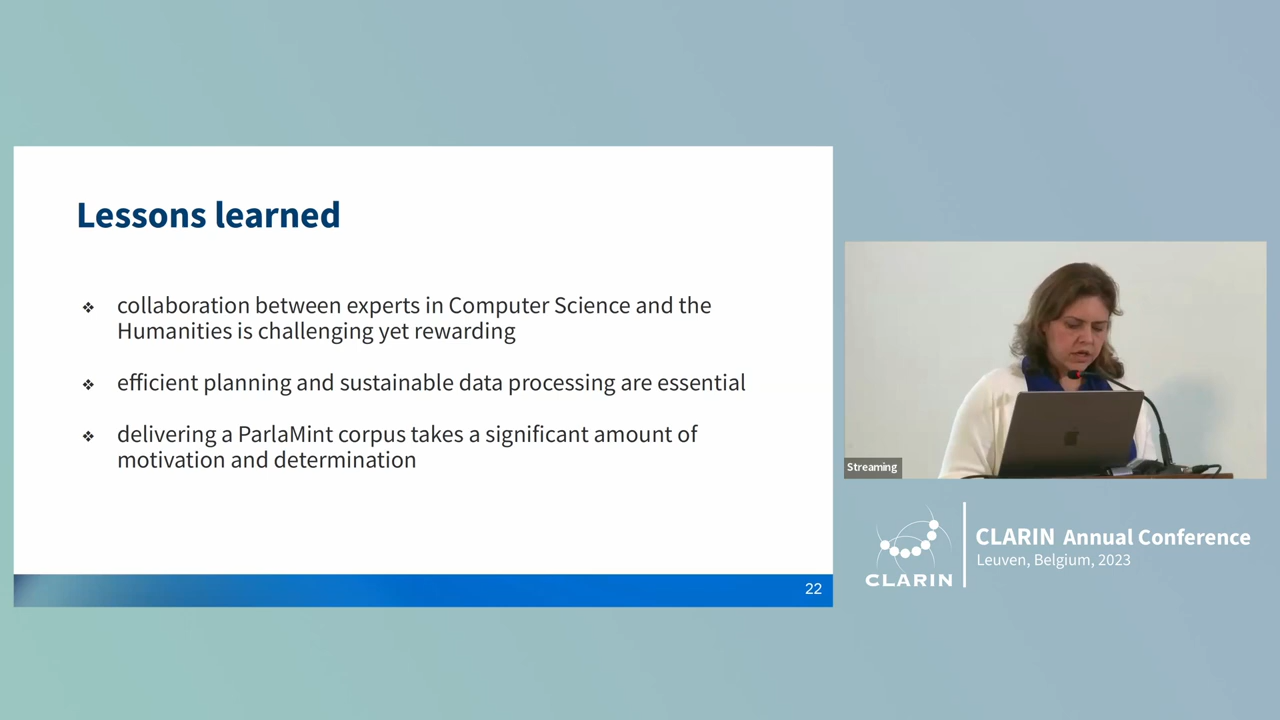 Lessons learned
❖ collaboration between experts in Computer Science and the
Humanities is challenging yet rewarding
❖ efficient planning and sustainable data processing are essential
❖ delivering a ParlaMint corpus takes a significant amount of
motivation and determination
22
Streaming
CLARIN
CLARIN Annual Conference
Leuven, Belgium, 2023